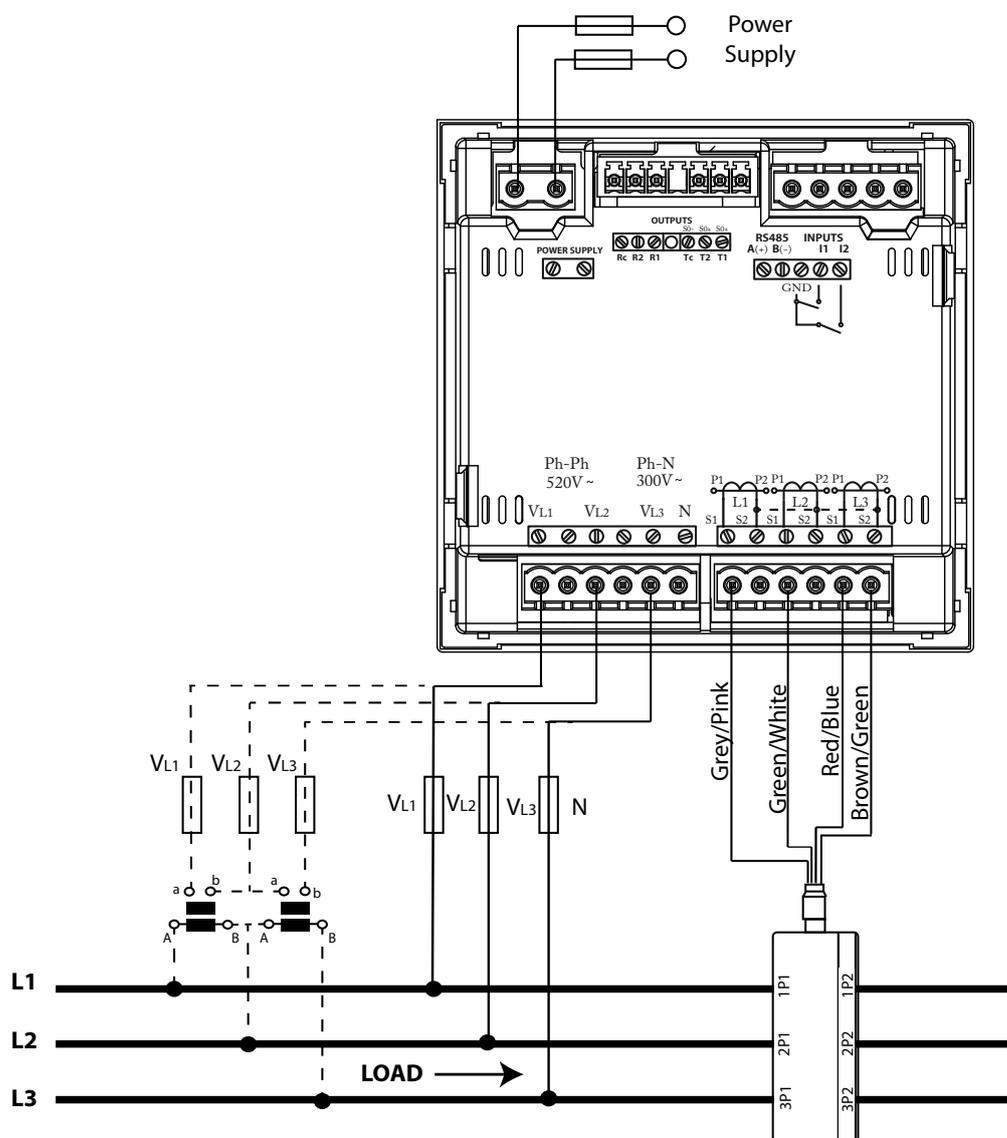 Power
Supply
OUTPUTS
S0- S0+ S0+
Rc R2 R1 Tc T2 T1
POWER SUPPLY
RS485 INPUTS
A(+) B(-) I1 I2
GND
Ph-Ph Ph-N
520V~ 300V~
P1 P2 P1 P2 P1 P2
L1 L2 L3
VL1 VL2 VL3 N
S1 S2 S1 S2 S1 S2
Grey/Pink
Green/White
Red/Blue
Brown/Green
VL1 VL2 VL3
VL1 VL2 VL3 N
a b a b
A B A B
L1 1P1 1P2
L2 2P1 2P2
LOAD
L3 3P1 3P2